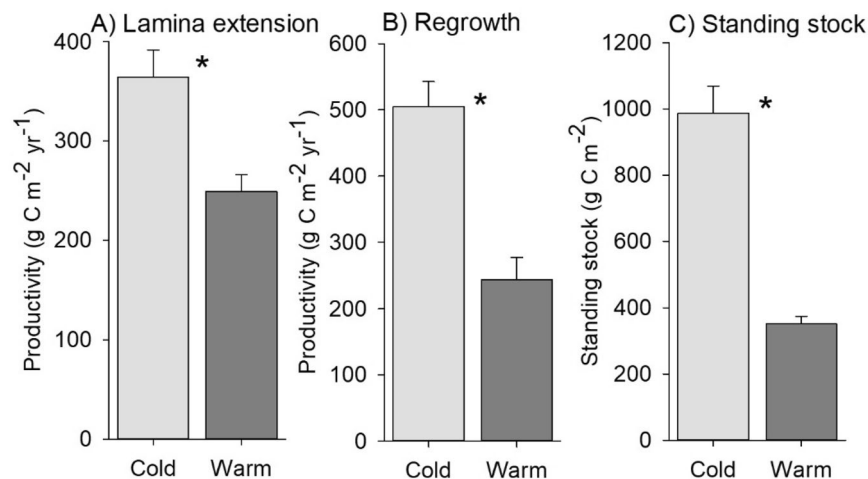 A) Lamina extension
Productivity (g C m-2 yr-1)
400
200
0
*
Cold Warm
B) Regrowth
Productivity (g C m-2 yr-1)
600
500
400
300
200
100
0
*
Cold Warm
C) Standing stock
Standing stock (g C m-2)
1200
1000
800
600
400
200
0
*
Cold Warm